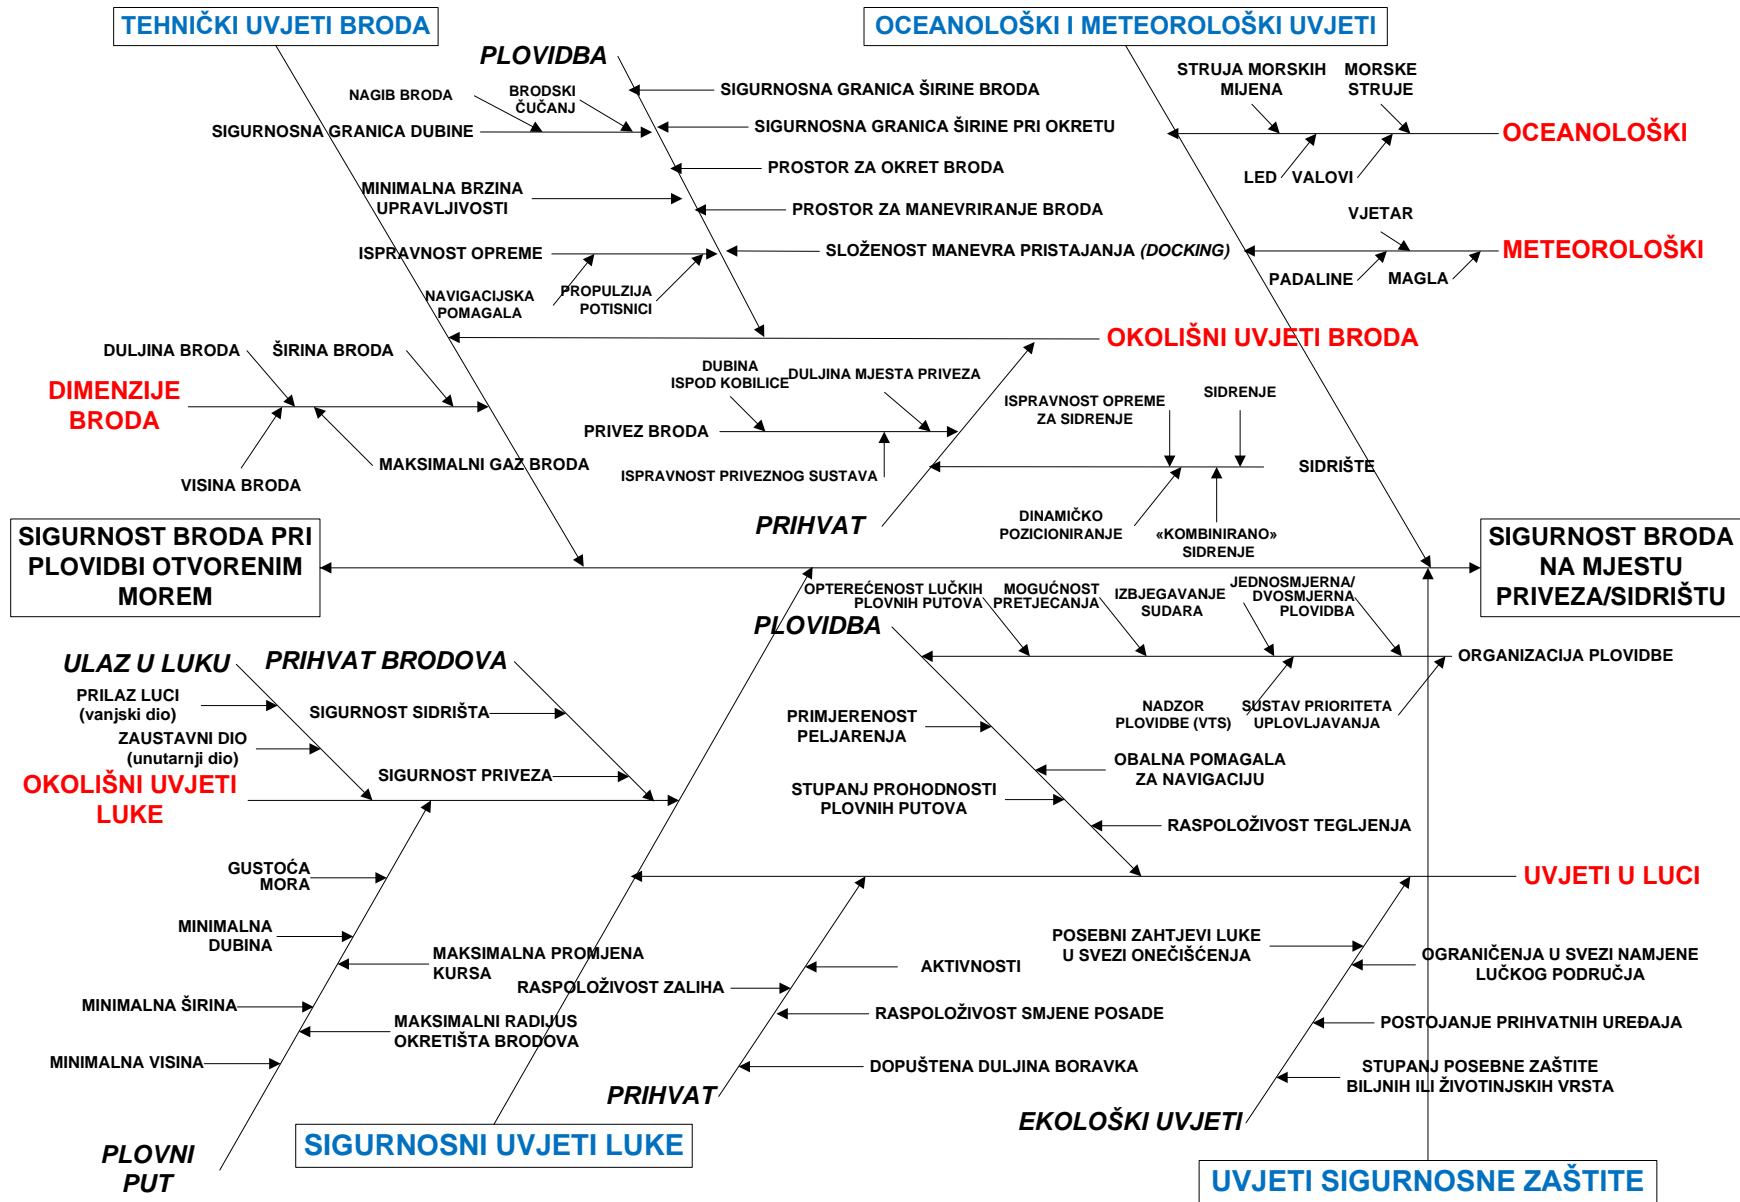 TEHNIČKI UVJETI BRODA
OCEANOLOŠKI I METEOROLOŠKI UVJETI
PLOVIDBA
NAGIB BRODA
BRODSKI
ČUČANJ
SIGURNOSNA GRANICA DUBINE
SIGURNOSNA GRANICA ŠIRINE BRODA
SIGURNOSNA GRANICA ŠIRINE PRI OKRETU
PROSTOR ZA OKRET BRODA
MINIMALNA BRZINA
UPRAVLJIVOSTI
PROSTOR ZA MANEVRIRANJE BRODA
ISPRAVNOST OPREME
SLOŽENOST MANEVRA PRISTAJANJA (DOCKING)
NAVIGACIJSKA
POMAGALA
PROPULZIJA
POTISNICI
STRUJA MORSKIH
MIJENA
MORSKE
STRUJE
OCEANOLOŠKI
LED
VALOVI
VJETAR
METEOROLOŠKI
PADALINE
MAGLA
OKOLIŠNI UVJETI BRODA
DULJINA BRODA
ŠIRINA BRODA
DIMENZIJE
BRODA
VISINA BRODA
MAKSIMALNI GAZ BRODA
DUBINA
ISPOD KOBILICE
DULJINA MJESTA PRIVEZA
PRIVEZ BRODA
ISPRAVNOST PRIVEZNOG SUSTAVA
ISPRAVNOST OPREME
ZA SIDRENJE
SIDRENJE
SIDRIŠTE
DINAMIČKO
POZICIONIRANJE
«KOMBINIRANO»
SIDRENJE
PRIHVAT
SIGURNOST BRODA PRI
PLOVIDBI OTVORENIM
MOREM
SIGURNOST BRODA
NA MJESTU
PRIVEZA/SIDRIŠTU
OPTEREĆENOST LUČKIH
PLOVNIH PUTOVA
MOGUĆNOST
PRETJECANJA
IZBJEGAVANJE
SUDARA
JEDNOSMJERNA/
DVOSMJERNA
PLOVIDBA
PLOVIDBA
ORGANIZACIJA PLOVIDBE
NADZOR
PLOVIDBE (VTS)
SUSTAV PRIORITETA
UPLOVLJAVANJA
ULAZ U LUKU
PRIHVAT BRODOVA
PRILAZ LUCI
(vanjski dio)
ZAUSTAVNI DIO
(unutarnji dio)
SIGURNOST SIDRIŠTA
SIGURNOST PRIVEZA
OKOLIŠNI UVJETI
LUKE
PRIMJERENOST
PELJARENJA
OBALNA POMAGALA
ZA NAVIGACIJU
STUPANJ PROHODNOSTI
PLOVNIH PUTOVA
RASPOLOŽIVOST TEGLJENJA
UVJETI U LUCI
GUSTOĆA
MORA
MINIMALNA
DUBINA
MAKSIMALNA PROMJENA
KURSA
MINIMALNA ŠIRINA
MAKSIMALNI RADIJUS
OKRETIŠTA BRODOVA
MINIMALNA VISINA
PLOVNI
PUT
AKTIVNOSTI
RASPOLOŽIVOST ZALIHA
RASPOLOŽIVOST SMJENE POSADE
DOPUŠTENA DULJINA BORAVKA
PRIHVAT
POSEBNI ZAHTJEVI LUKE
U SVEZI ONEČIŠĆENJA
OGRANIČENJA U SVEZI NAMJENE
LUČKOG PODRUČJA
POSTOJANJE PRIHVATNIH UREĐAJA
STUPANJ POSEBNE ZAŠTITE
BILJNIH ILI ŽIVOTINJSKIH VRSTA
EKOLOŠKI UVJETI
SIGURNOSNI UVJETI LUKE
UVJETI SIGURNOSNE ZAŠTITE